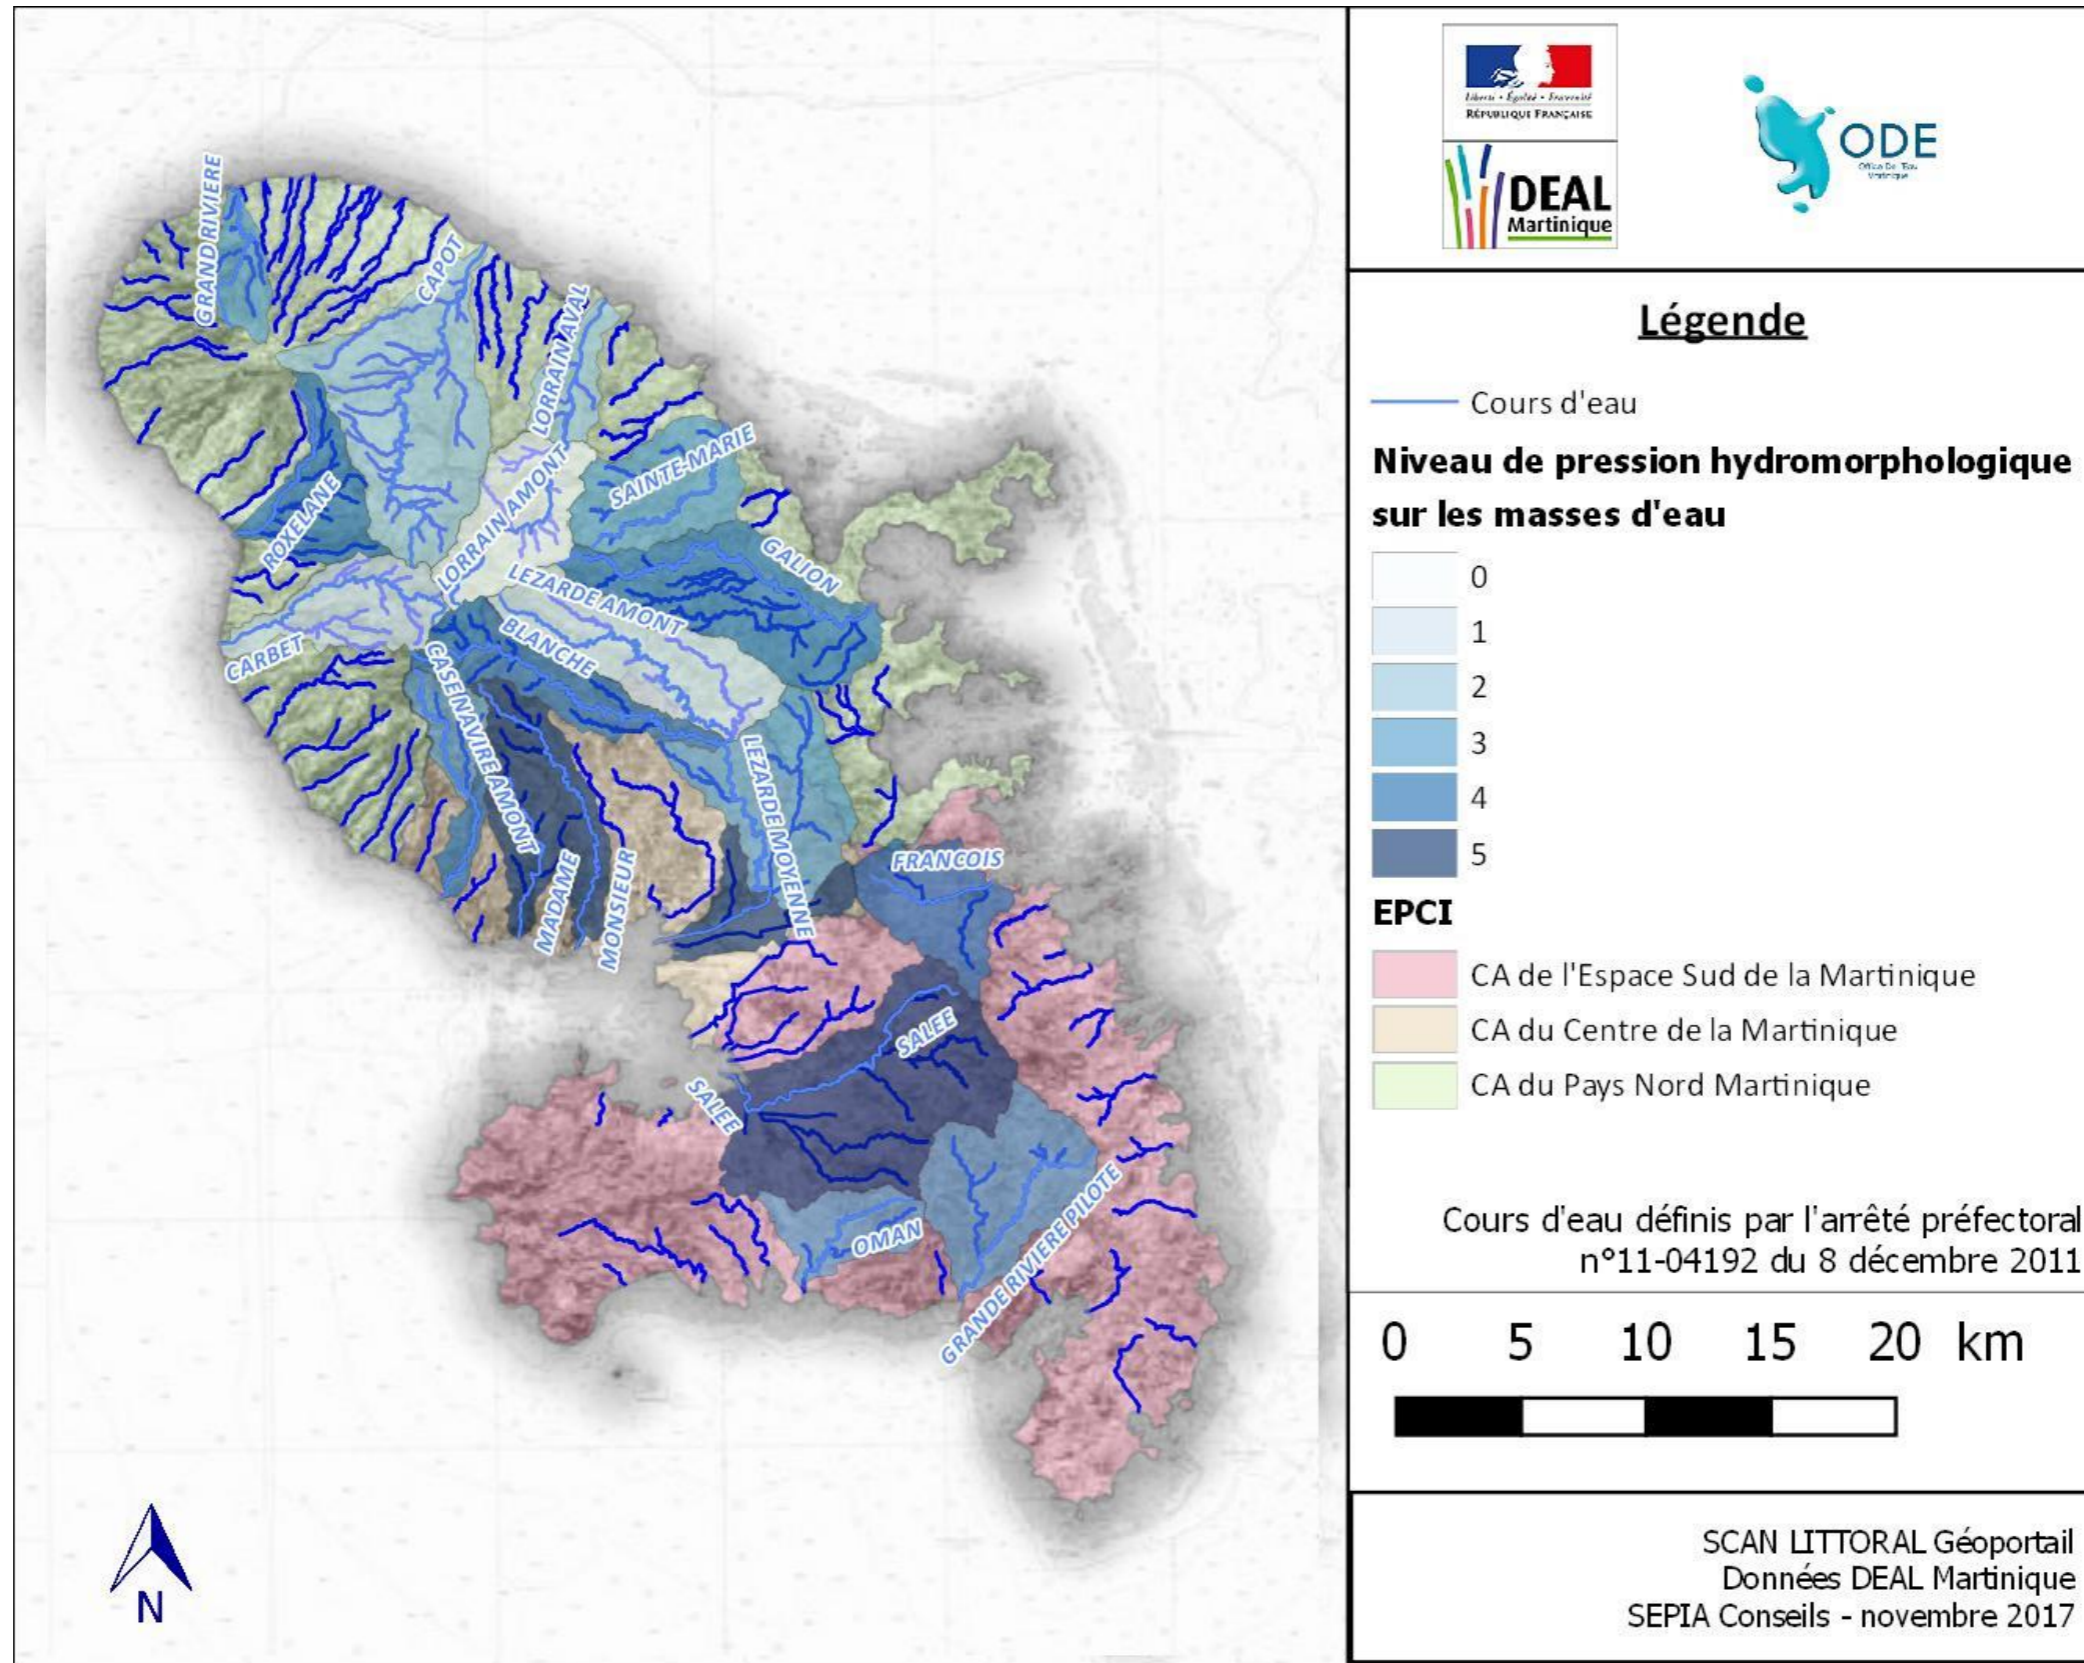 GRAND RIVIERE
CAPOT
LORRAIN AVAL
LORRAIN AMONT
SAINTE-MARIE
ROXELANE
GALION
LEZARDE AMONT
BLANCHE
CARBET
CASE NAVIRE AMONT
LEZARDE MOYENNE
MADAME
MONSIEUR
FRANCOIS
SALEE
SALEE
OMAN
GRANDE RIVIERE PILOTE
N
Liberté • Égalité • Fraternité
RÉPUBLIQUE FRANÇAISE
DEAL
Martinique
ODE
Office De l'Eau
Martinique
Légende
Cours d'eau
Niveau de pression hydromorphologique
sur les masses d'eau
0
1
2
3
4
5
EPCI
CA de l'Espace Sud de la Martinique
CA du Centre de la Martinique
CA du Pays Nord Martinique
Cours d'eau définis par l'arrêté préfectoral
n°11-04192 du 8 décembre 2011
0 5 10 15 20 km
SCAN LITTORAL Géoportail
Données DEAL Martinique
SEPIA Conseils - novembre 2017